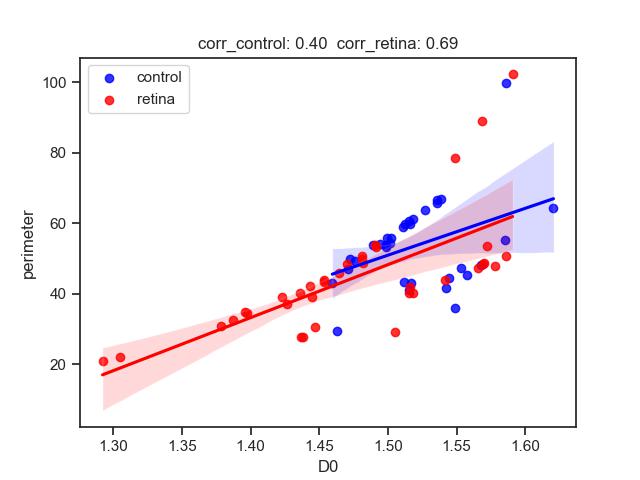 corr_control: 0.40  corr_retina: 0.69
control
retina
perimeter
100
80
60
40
20
1.30 1.35 1.40 1.45 1.50 1.55 1.60
D0